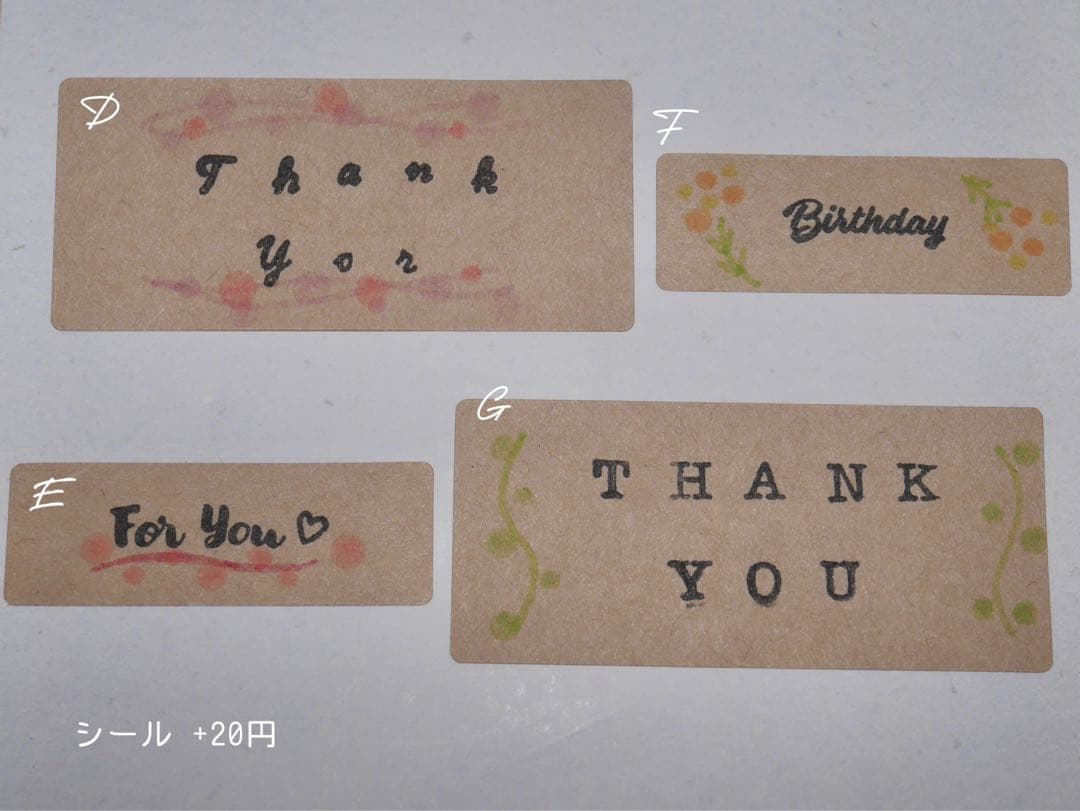 D
Thank
Yor
F
Birthday
E
For You♡
G
THANK
YOU
シール +20円